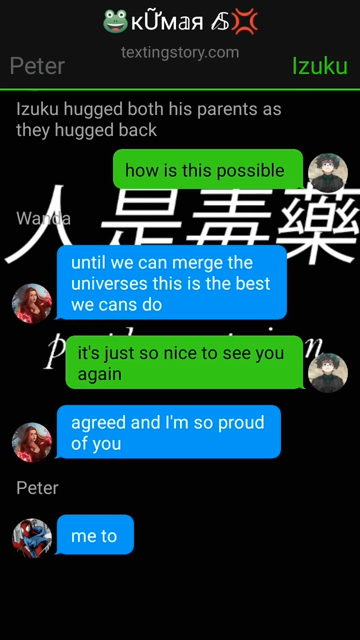 🐸кỮмαя 𝓐𝓢💢
textingstory.com
Peter
Izuku
Izuku hugged both his parents as
they hugged back
how is this possible
Wanda
人是毒藥
until we can merge the
universes this is the best
we cans do
it's just so nice to see you
again
agreed and I'm so proud
of you
Peter
me to